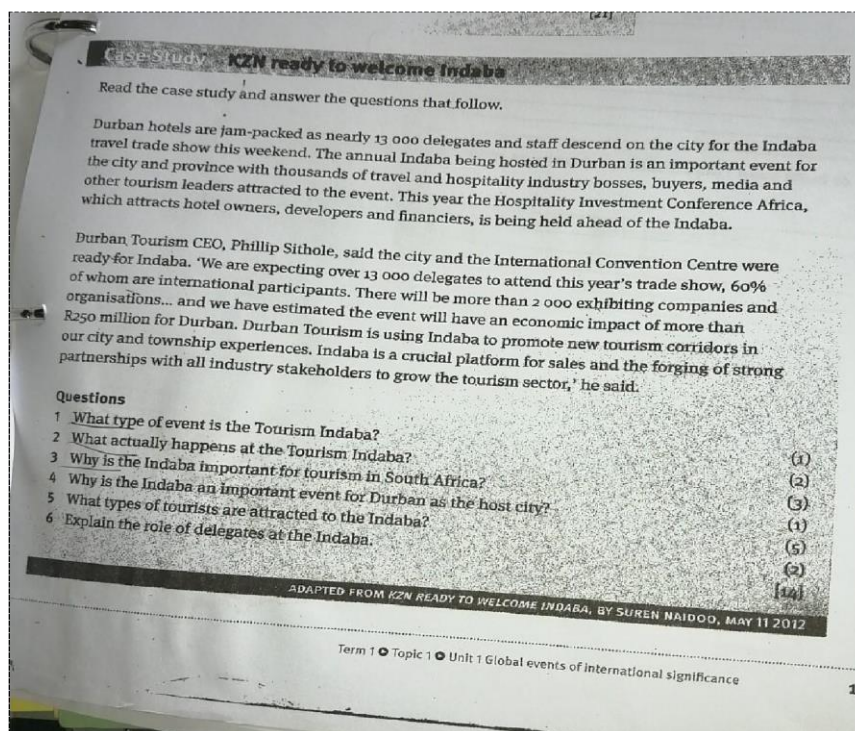 [21]
Case Study KZN ready to welcome Indaba
Read the case study and answer the questions that follow.
Durban hotels are jam-packed as nearly 13 000 delegates and staff descend on the city for the Indaba
travel trade show this weekend. The annual Indaba being hosted in Durban is an important event for
the city and province with thousands of travel and hospitality industry bosses, buyers, media and
other tourism leaders attracted to the event. This year the Hospitality Investment Conference Africa,
which attracts hotel owners, developers and financiers, is being held ahead of the Indaba.
Durban Tourism CEO, Phillip Sithole, said the city and the International Convention Centre were
ready for Indaba. ‘We are expecting over 13 000 delegates to attend this year’s trade show, 60%
of whom are international participants. There will be more than 2 000 exhibiting companies and
organisations... and we have estimated the event will have an economic impact of more than
R250 million for Durban. Durban Tourism is using Indaba to promote new tourism corridors in
our city and township experiences. Indaba is a crucial platform for sales and the forging of strong
partnerships with all industry stakeholders to grow the tourism sector,’ he said.
Questions
1 What type of event is the Tourism Indaba? (1)
2 What actually happens at the Tourism Indaba? (2)
3 Why is the Indaba important for tourism in South Africa? (3)
4 Why is the Indaba an important event for Durban as the host city? (1)
5 What types of tourists are attracted to the Indaba? (5)
6 Explain the role of delegates at the Indaba. (2)
[14]
ADAPTED FROM KZN READY TO WELCOME INDABA, BY SUREN NAIDOO, MAY 11 2012
Term 1 Topic 1 Unit 1 Global events of international significance
1